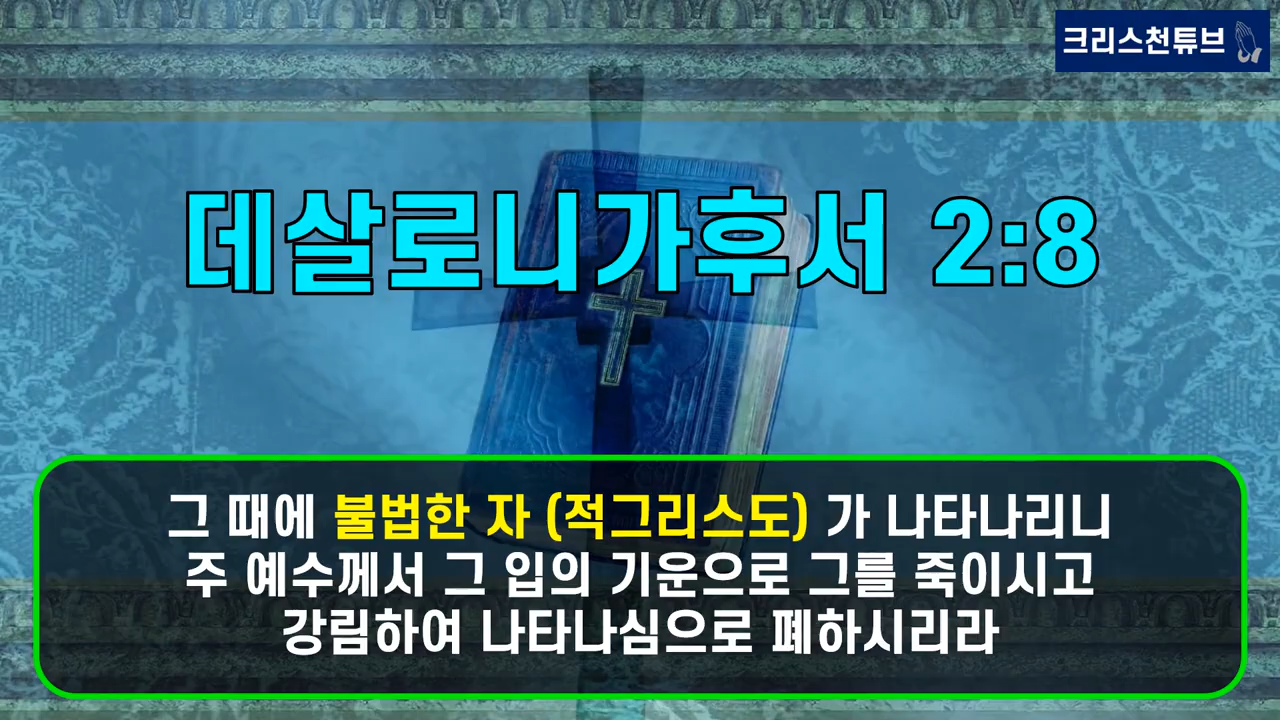 크리스천튜브
데살로니가후서 2:8
그 때에 불법한 자 (적그리스도) 가 나타나리니
주 예수께서 그 입의 기운으로 그를 죽이시고
강림하여 나타나심으로 폐하시리라